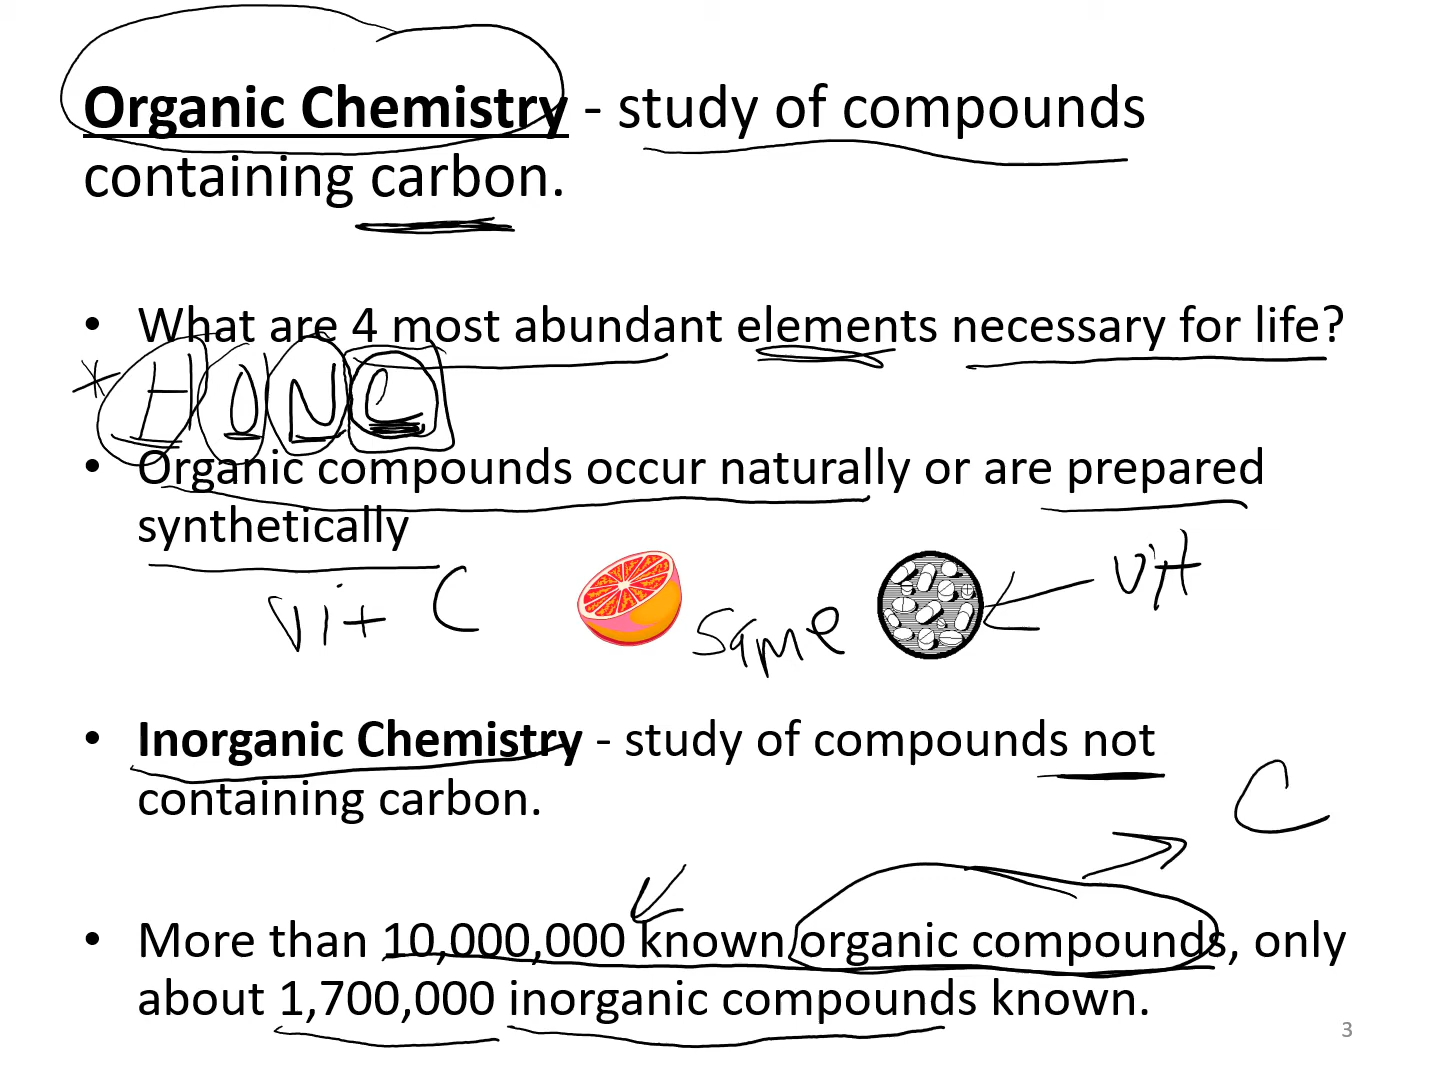 Organic Chemistry - study of compounds
containing carbon.
• What are 4 most abundant elements necessary for life?
* H O N C
• Organic compounds occur naturally or are prepared
synthetically
vit
vit C
same
• Inorganic Chemistry - study of compounds not
containing carbon.
C
• More than 10,000,000 known organic compounds, only
about 1,700,000 inorganic compounds known.
3